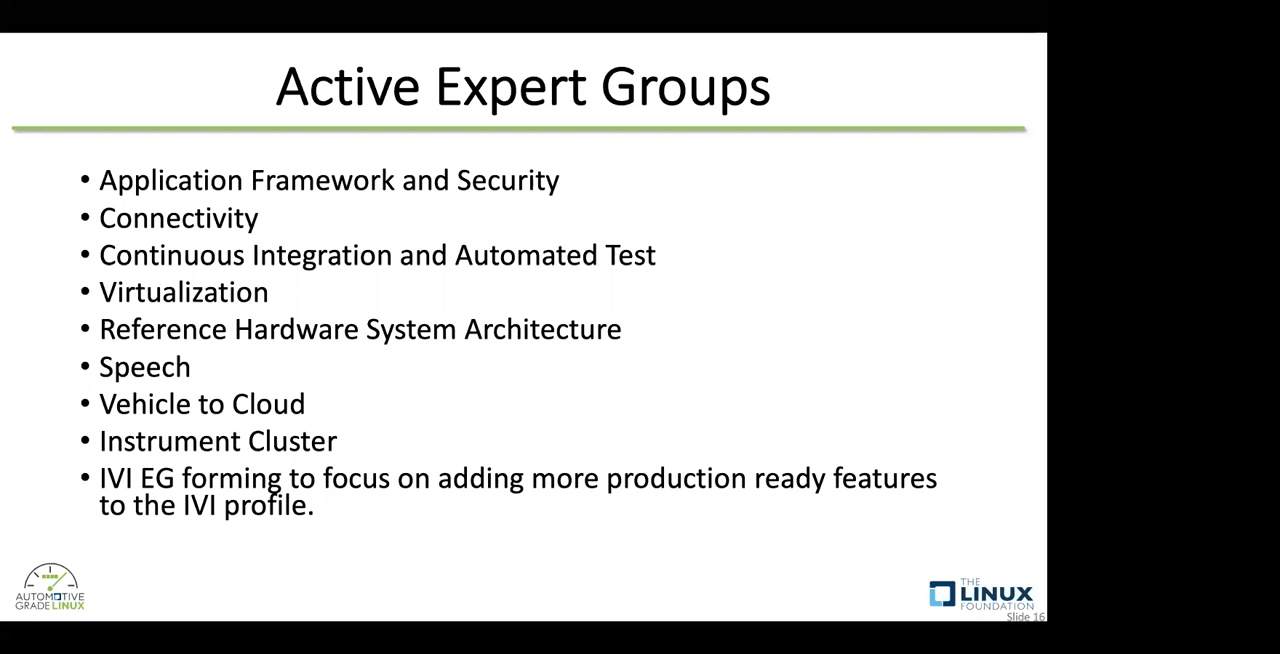 Active Expert Groups
• Application Framework and Security
• Connectivity
• Continuous Integration and Automated Test
• Virtualization
• Reference Hardware System Architecture
• Speech
• Vehicle to Cloud
• Instrument Cluster
• IVI EG forming to focus on adding more production ready features
to the IVI profile.
AUTOMOTIVE
GRADE LINUX
THE
LINUX
FOUNDATION
Slide 16